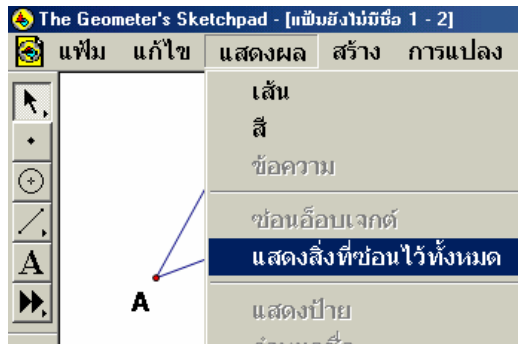 The Geometer's Sketchpad - [แฟ้มยังไม่มีชื่อ 1 - 2]
แฟ้ม แก้ไข แสดงผล สร้าง การแปลง
เส้น
สี
ข้อความ
ซ่อนอ็อบเจกต์
แสดงสิ่งที่ซ่อนไว้ทั้งหมด
แสดงป้าย
A
A